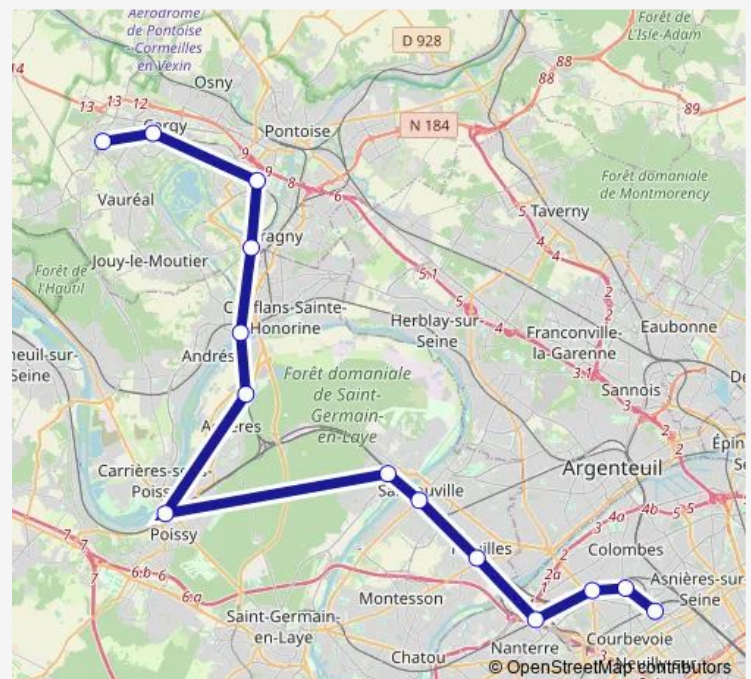 Aérodrome
de Pontoise
- Cormeilles
en Vexin
Forêt de
L'Isle-Adam
D 928
14
Osny
88
88
13
13
12
89
Cergy
Pontoise
N 184
9
9
8
6
Forêt domaniale
de Montmorency
Vauréal
5
Taverny
4
4
Jouy-le-Moutier
Forêt de
l'Hautil
5.1
2
2
5
4
Herblay-sur-
Seine
Honorine
Franconville-
la-Garenne
Eaubonne
Seine
3.1
Forêt domaniale
de Saint-
Germain-
en-Laye
Sannois
3
2
Argenteuil
2
Poissy
4a
4b
5
5
3
2
2a
1
1
Colombes
7
7
7
6.b
6
6.a
Asnières-sur-
Seine
Montesson
Saint-Germain-
en-Laye
Courbevoie
Chatou
Nanterre
© OpenStreetMap contributors